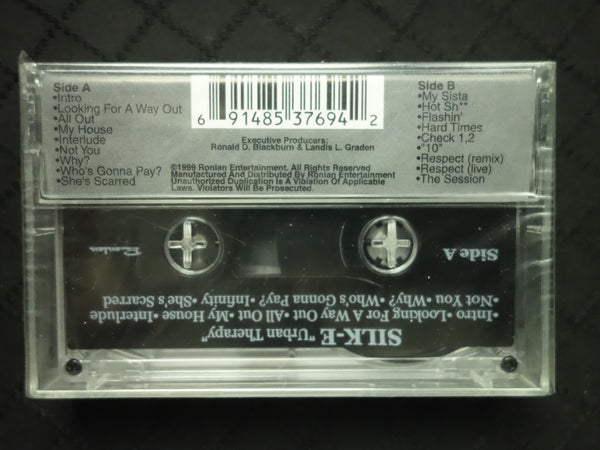 Side A
•Intro
•Looking For A Way Out
•All Out
•My House
•Interlude
•Not You
•Why?
•Who's Gonna Pay?
•She's Scarred
6 91485 37694 2
Executive Producers:
Ronald D. Blackburn & Landis L. Graden
©1999 Ronlan Entertainment. All Rights Reserved
Manufactured And Distributed By Ronlan Entertainment
Unauthorized Duplication Is A Violation Of Applicable
Laws. Violators Will Be Prosecuted.
Side B
•My Sista
•Hot Sh**
•Flashin'
•Hard Times
•Check 1,2
•"10"
•Respect (remix)
•Respect (live)
•The Session
SILK-E "Urban Therapy"
•Intro •Looking For A Way Out •All Out •My House •Interlude
•Not You •Why? •Who's Gonna Pay? •Infinity •She's Scarred
Side A
Ronlan